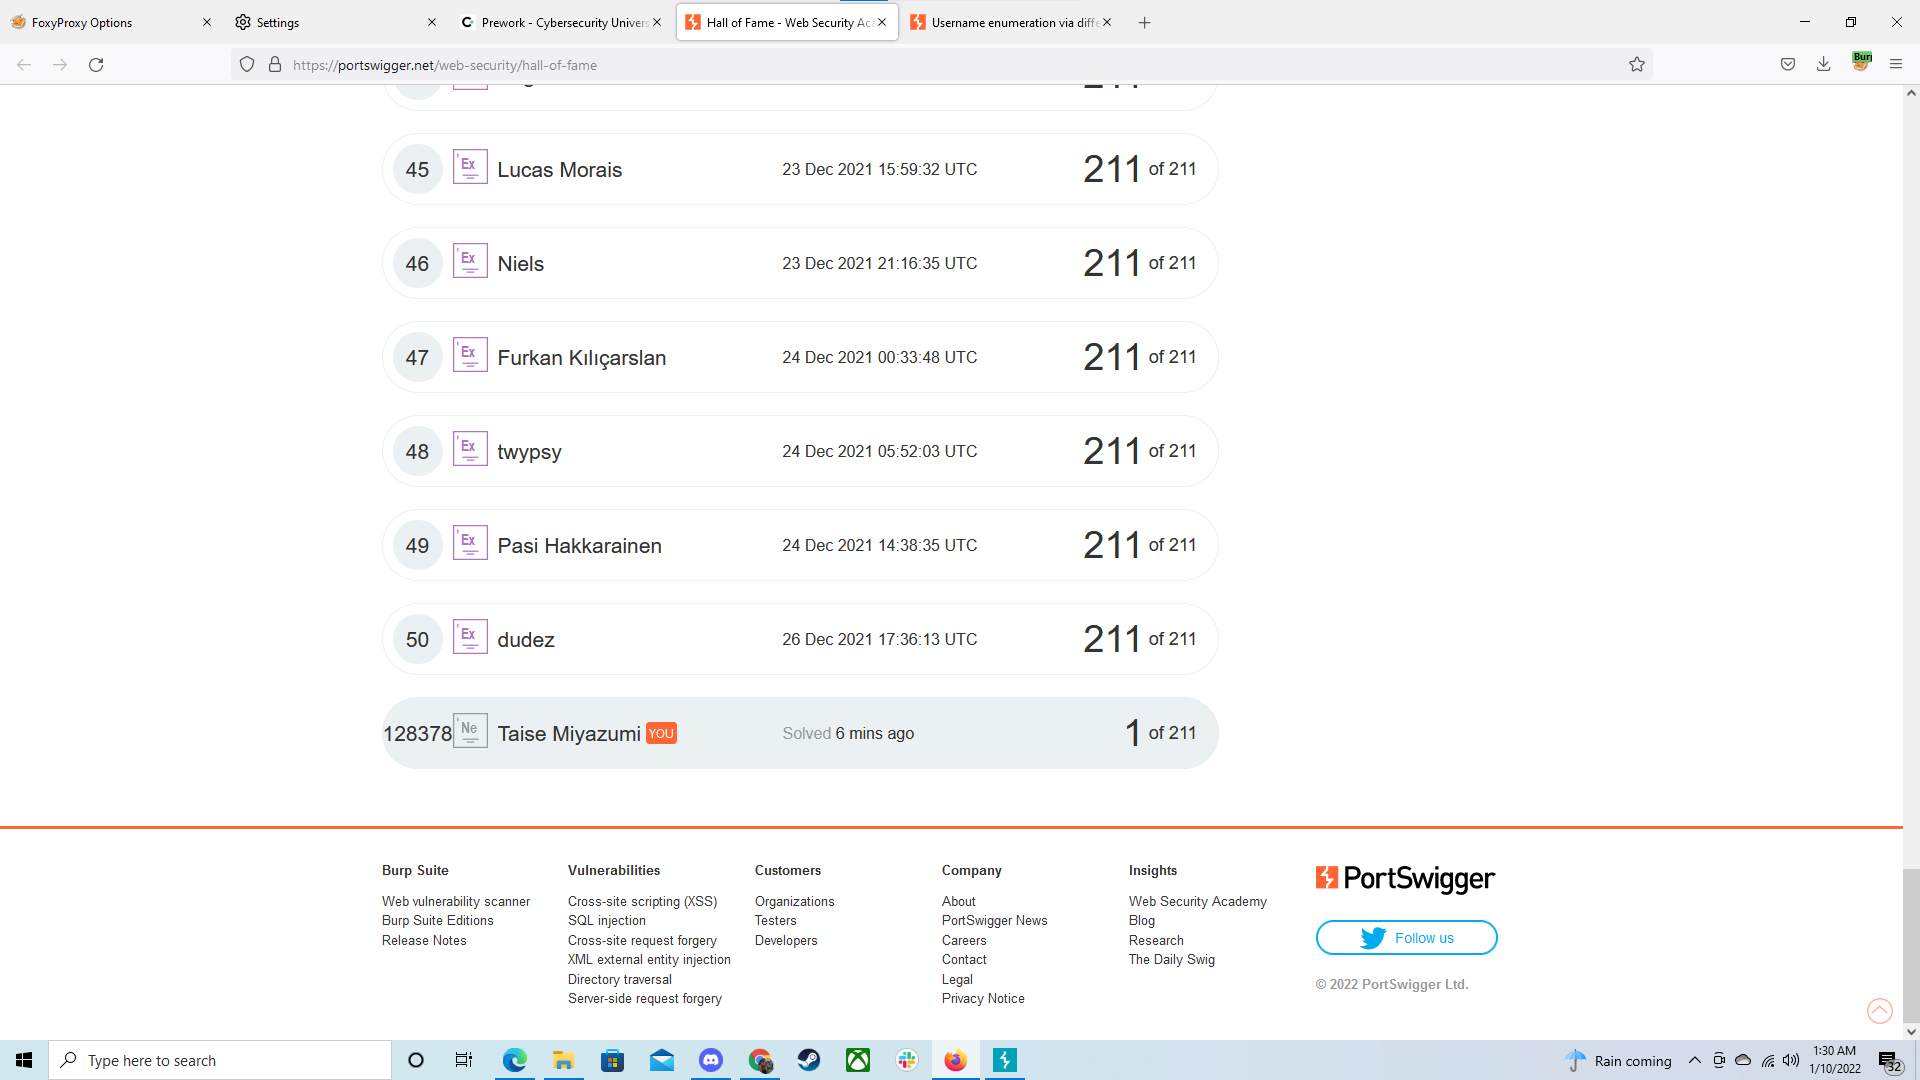 FoxyProxy Options
Settings
Prework - Cybersecurity Univers
Hall of Fame - Web Security Aca
Username enumeration via diffe
https://portswigger.net/web-security/hall-of-fame
Bur
45 Ex Lucas Morais 23 Dec 2021 15:59:32 UTC 211 of 211
46 Ex Niels 23 Dec 2021 21:16:35 UTC 211 of 211
47 Ex Furkan Kılıçarslan 24 Dec 2021 00:33:48 UTC 211 of 211
48 Ex twypsy 24 Dec 2021 05:52:03 UTC 211 of 211
49 Ex Pasi Hakkarainen 24 Dec 2021 14:38:35 UTC 211 of 211
50 Ex dudez 26 Dec 2021 17:36:13 UTC 211 of 211
128378 Ne Taise Miyazumi YOU Solved 6 mins ago 1 of 211
Burp Suite
Web vulnerability scanner
Burp Suite Editions
Release Notes
Vulnerabilities
Cross-site scripting (XSS)
SQL injection
Cross-site request forgery
XML external entity injection
Directory traversal
Server-side request forgery
Customers
Organizations
Testers
Developers
Company
About
PortSwigger News
Careers
Contact
Legal
Privacy Notice
Insights
Web Security Academy
Blog
Research
The Daily Swig
PortSwigger
Follow us
© 2022 PortSwigger Ltd.
Type here to search
Rain coming
1:30 AM
1/10/2022
32